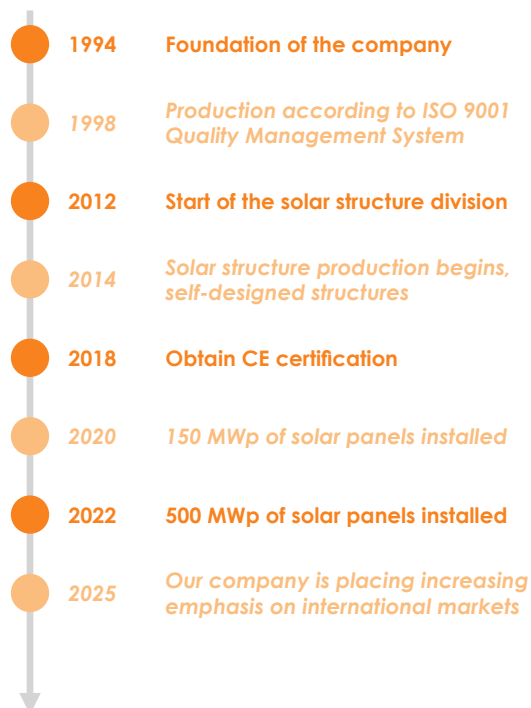 1994 Foundation of the company
1998 Production according to ISO 9001
Quality Management System
2012 Start of the solar structure division
2014 Solar structure production begins,
self-designed structures
2018 Obtain CE certification
2020 150 MWp of solar panels installed
2022 500 MWp of solar panels installed
2025 Our company is placing increasing
emphasis on international markets